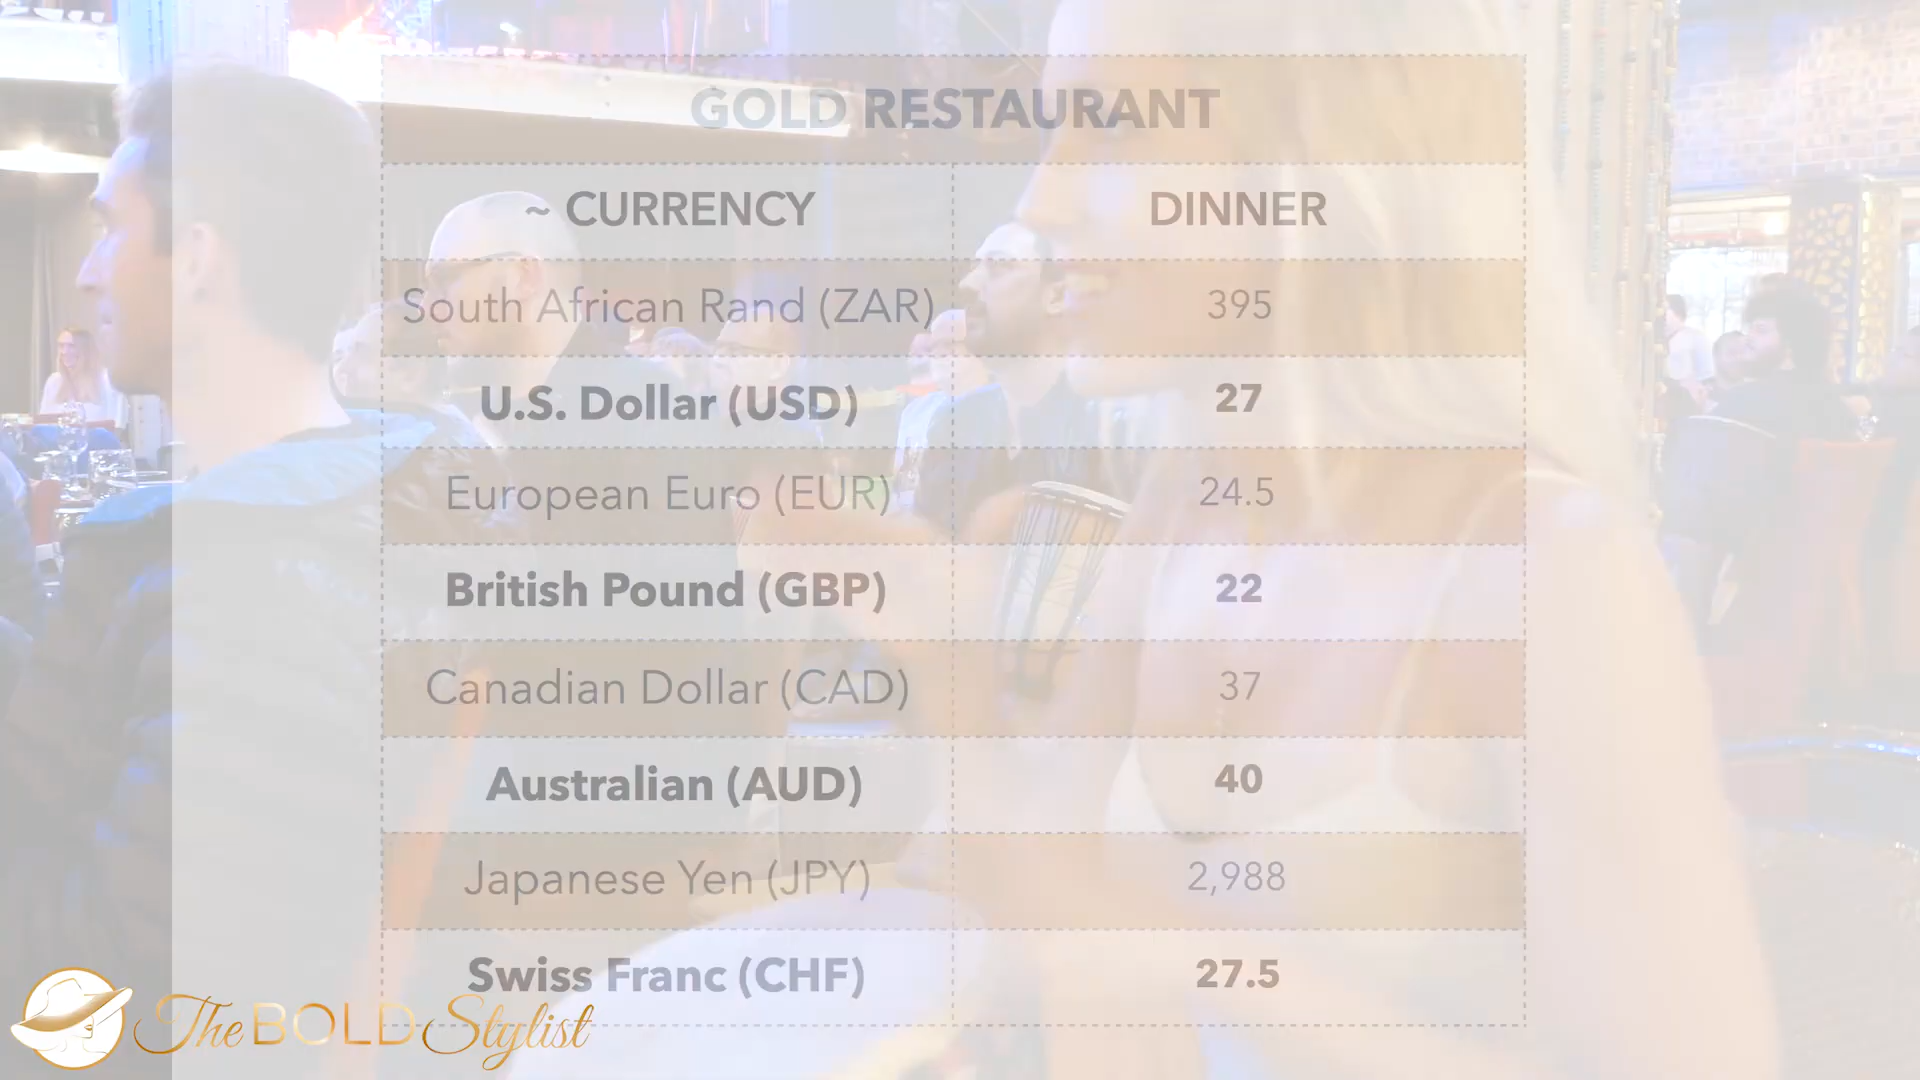 GOLD RESTAURANT
~ CURRENCY DINNER
South African Rand (ZAR) 395
U.S. Dollar (USD) 27
European Euro (EUR) 24.5
British Pound (GBP) 22
Canadian Dollar (CAD) 37
Australian (AUD) 40
Japanese Yen (JPY) 2,988
Swiss Franc (CHF) 27.5
The BOLD Stylist